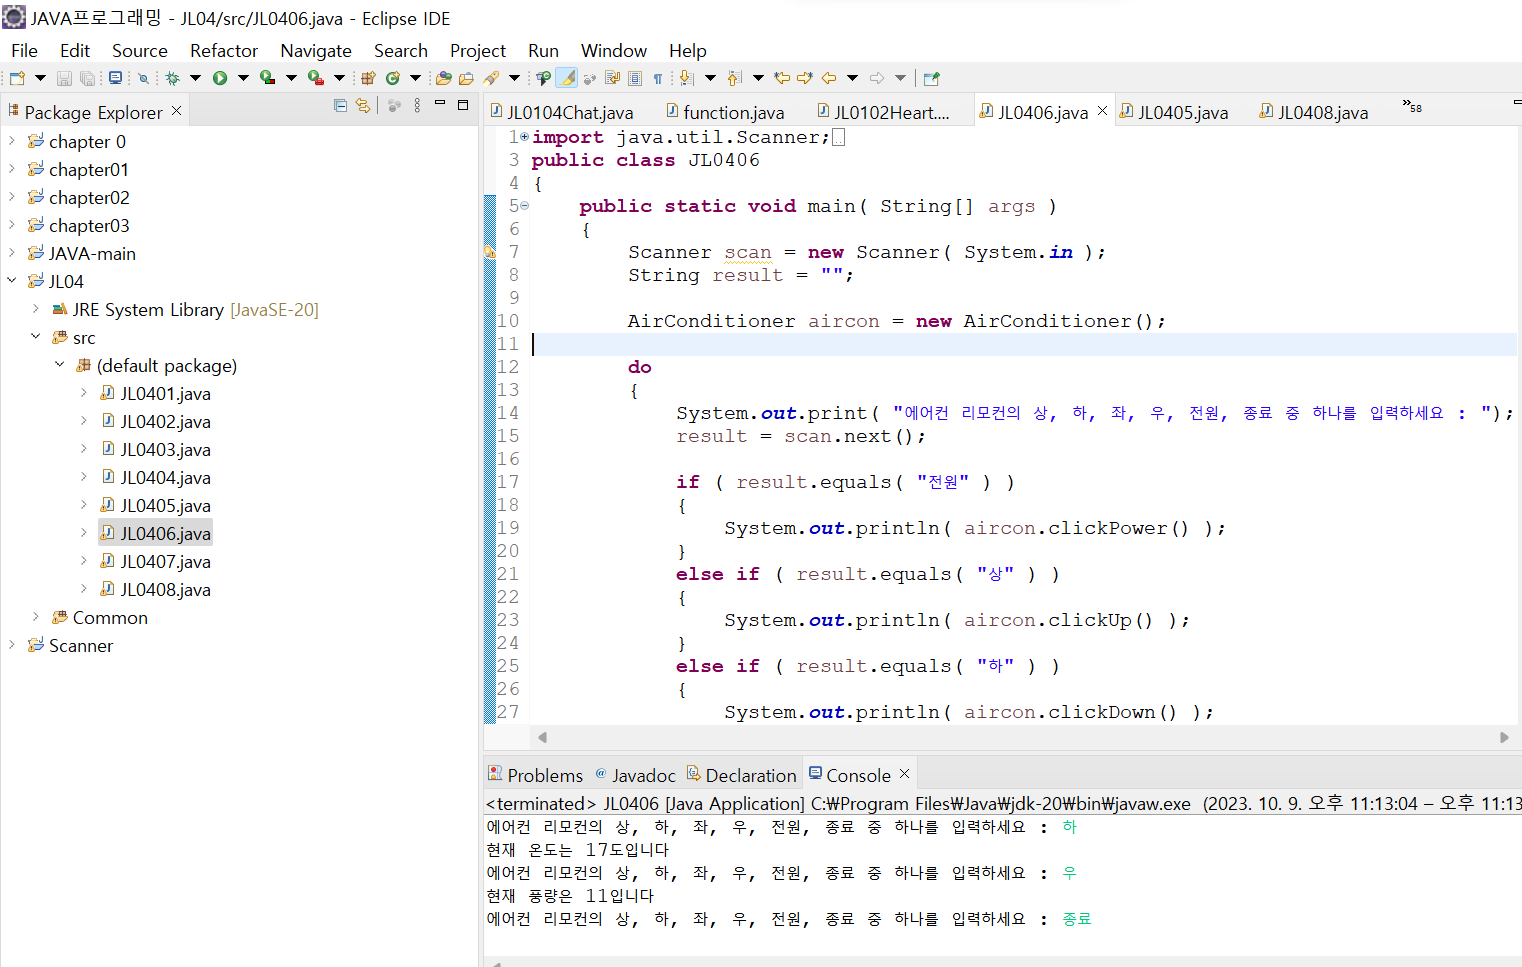 JAVA프로그래밍 - JL04/src/JL0406.java - Eclipse IDE
File Edit Source Refactor Navigate Search Project Run Window Help
Package Explorer
chapter 0
chapter01
chapter02
chapter03
JAVA-main
JL04
JRE System Library [JavaSE-20]
src
(default package)
JL0401.java
JL0402.java
JL0403.java
JL0404.java
JL0405.java
JL0406.java
JL0407.java
JL0408.java
Common
Scanner
JL0104Chat.java function.java JL0102Heart.... JL0406.java JL0405.java JL0408.java »58
1 import java.util.Scanner;
3 public class JL0406
4 {
5 public static void main( String[] args )
6 {
7 Scanner scan = new Scanner( System.in );
8 String result = "";
9
10 AirConditioner aircon = new AirConditioner();
11
12 do
13 {
14 System.out.print( "에어컨 리모컨의 상, 하, 좌, 우, 전원, 종료 중 하나를 입력하세요 : ");
15 result = scan.next();
16
17 if ( result.equals( "전원" ) )
18 {
19 System.out.println( aircon.clickPower() );
20 }
21 else if ( result.equals( "상" ) )
22 {
23 System.out.println( aircon.clickUp() );
24 }
25 else if ( result.equals( "하" ) )
26 {
27 System.out.println( aircon.clickDown() );
Problems Javadoc Declaration Console
<terminated> JL0406 [Java Application] C:₩Program Files₩Java₩jdk-20₩bin₩javaw.exe (2023. 10. 9. 오후 11:13:04 – 오후 11:13
에어컨 리모컨의 상, 하, 좌, 우, 전원, 종료 중 하나를 입력하세요 : 하
현재 온도는 17도입니다
에어컨 리모컨의 상, 하, 좌, 우, 전원, 종료 중 하나를 입력하세요 : 우
현재 풍량은 11입니다
에어컨 리모컨의 상, 하, 좌, 우, 전원, 종료 중 하나를 입력하세요 : 종료